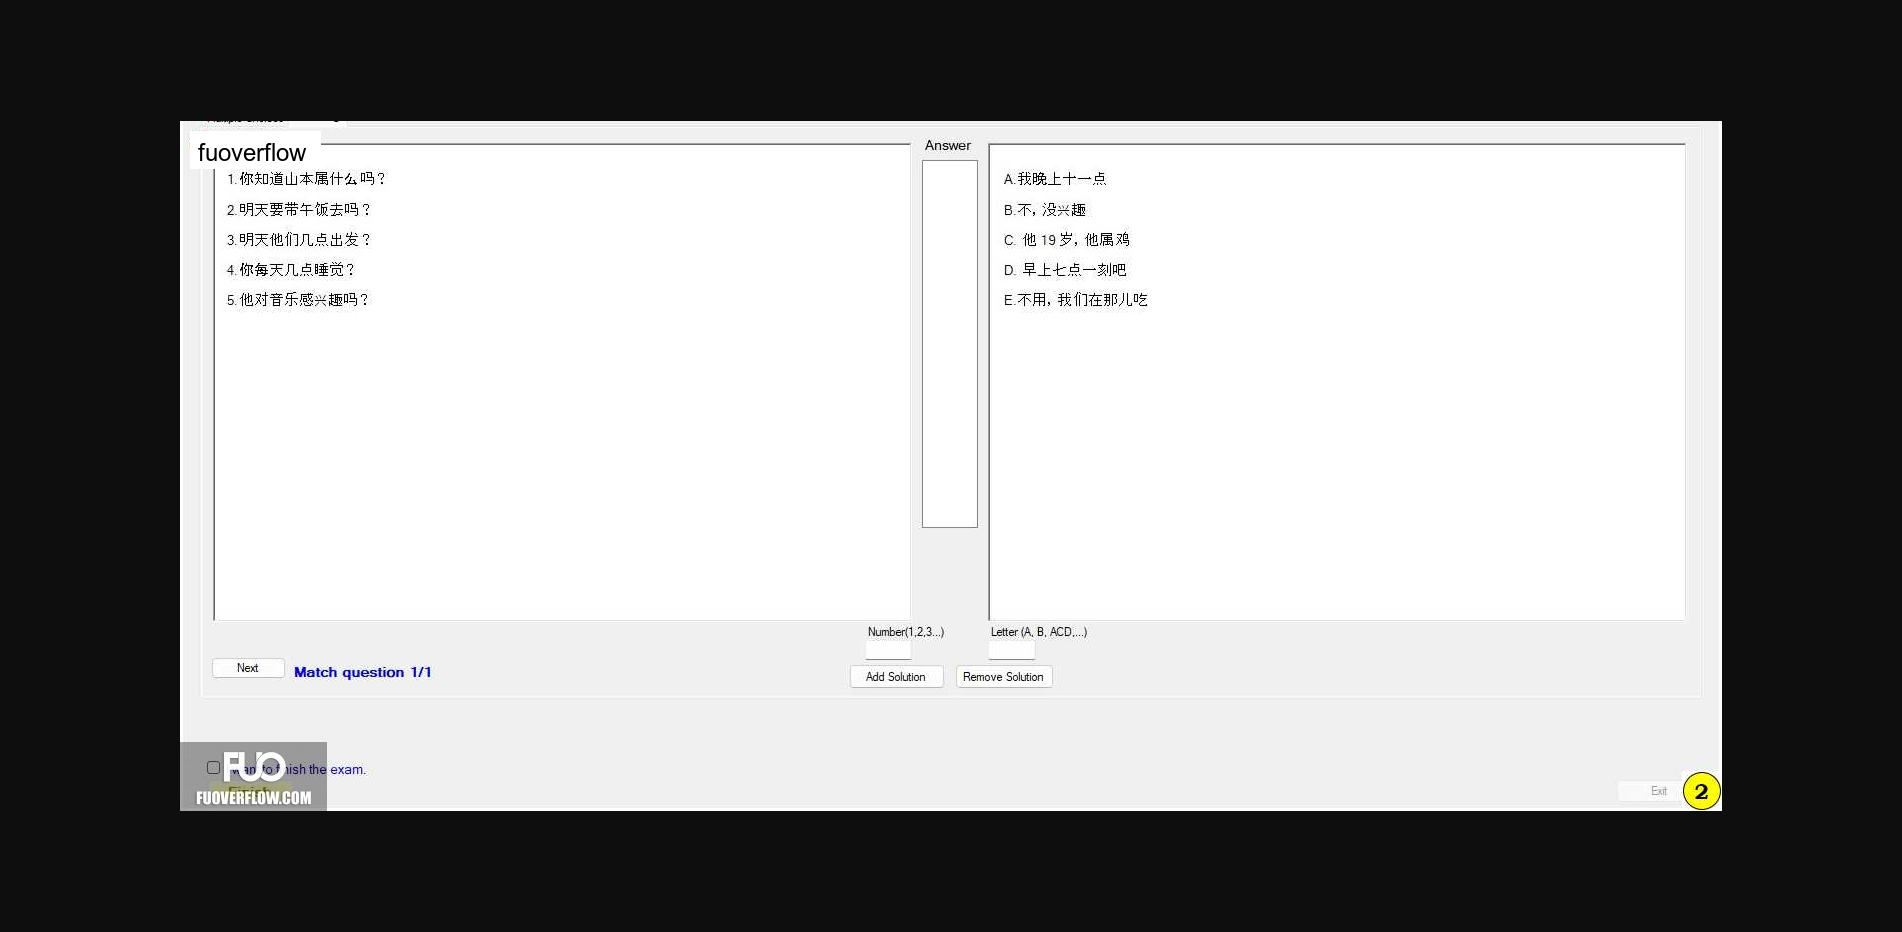 fuoverflow
Answer
1.你知道山本属什么吗?
2.明天要带午饭去吗?
3.明天他们几点出发?
4.你每天几点睡觉?
5.他对音乐感兴趣吗?
A.我晚上十一点
B.不, 没兴趣
C. 他 19 岁, 他属鸡
D. 早上七点一刻吧
E.不用, 我们在那儿吃
Number(1,2,3...)
Letter (A, B, ACD,...)
Next
Match question 1/1
Add Solution
Remove Solution
FUO
want to finish the exam.
Finish
FUOVERFLOW.COM
Exit
2